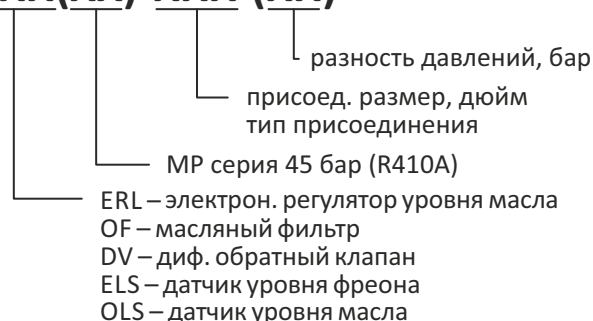 разность давлений, бар
присоед. размер, дюйм
тип присоединения
MP серия 45 бар (R410A)
ERL – электрон. регулятор уровня масла
OF – масляный фильтр
DV – диф. обратный клапан
ELS – датчик уровня фреона
OLS – датчик уровня масла